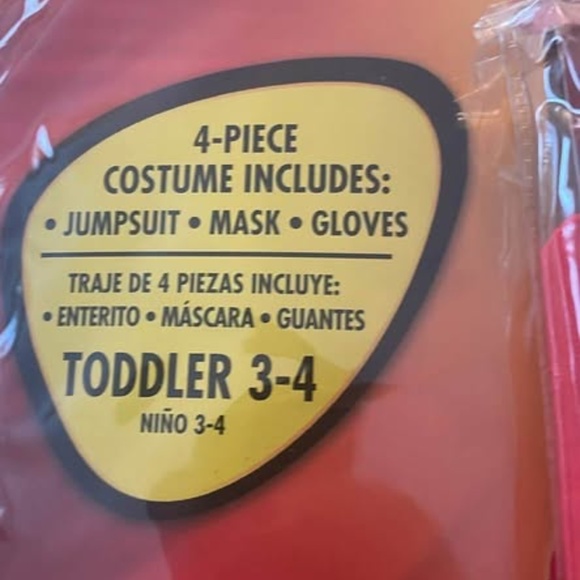 4-PIECE
COSTUME INCLUDES:
• JUMPSUIT • MASK • GLOVES
TRAJE DE 4 PIEZAS INCLUYE:
• ENTERITO • MÁSCARA • GUANTES
TODDLER 3-4
NIÑO 3-4